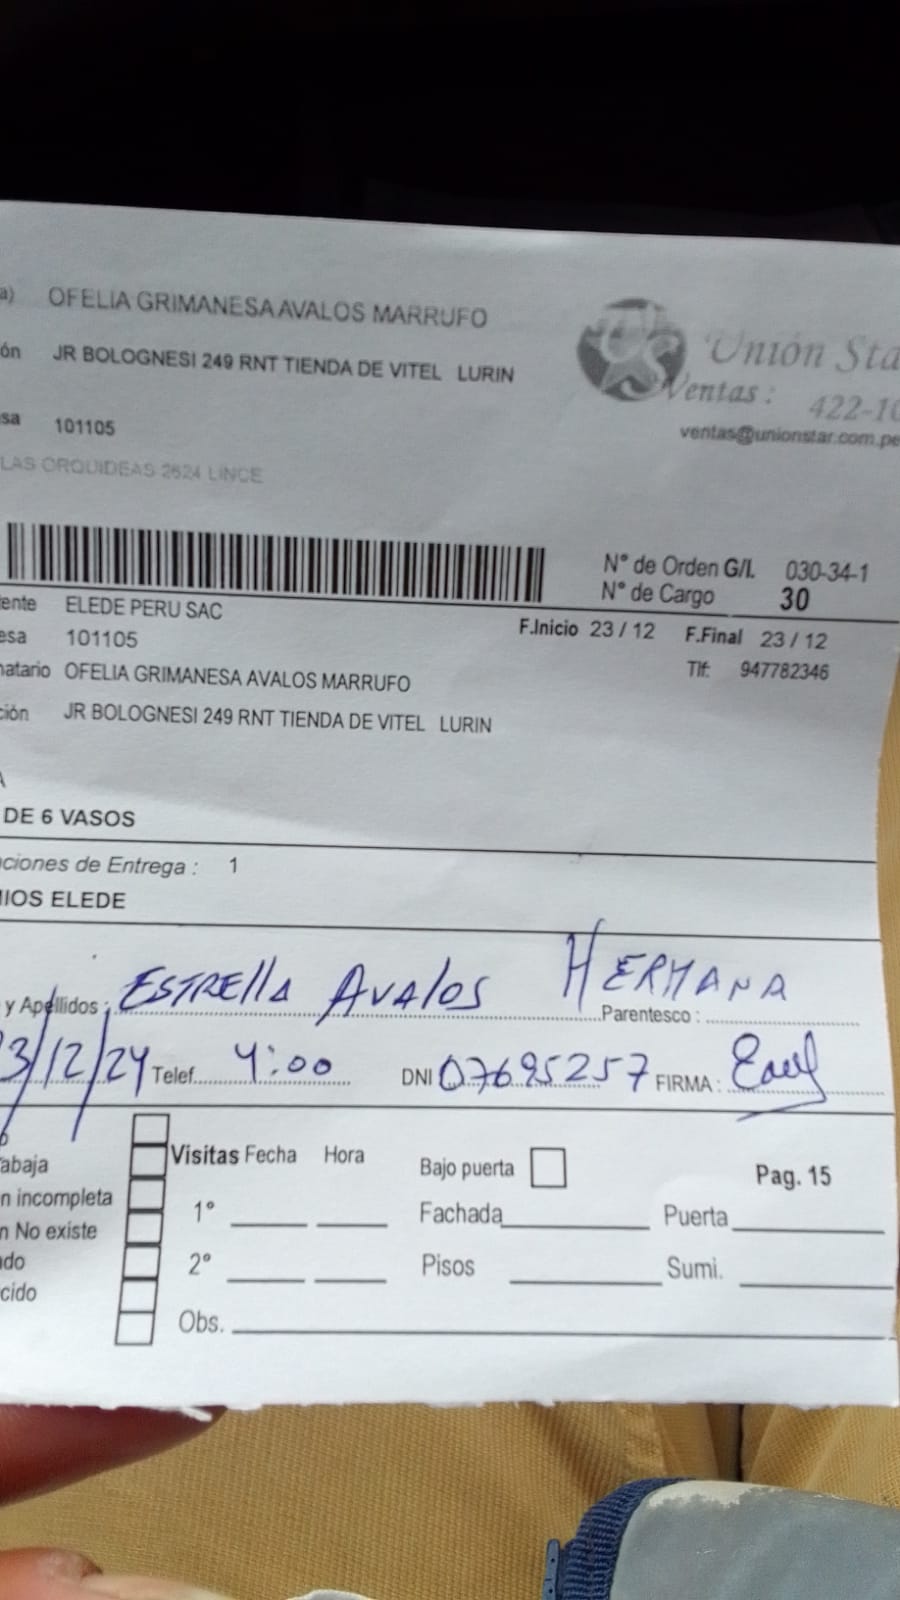 a) OFELIA GRIMANESA AVALOS MARRUFO
Unión Sta
ón JR BOLOGNESI 249 RNT TIENDA DE VITEL LURIN
Ventas: 422-10
sa 101105
ventas@unionstar.com.pe
LAS ORQUIDEAS 2624 LINCE
N° de Orden G/I. 030-34-1
N° de Cargo 30
ente ELEDE PERU SAC
F.Inicio 23 / 12 F.Final 23 / 12
esa 101105
Tlf: 947782346
natario OFELIA GRIMANESA AVALOS MARRUFO
ción JR BOLOGNESI 249 RNT TIENDA DE VITEL LURIN
A
DE 6 VASOS
ciones de Entrega : 1
IIOS ELEDE
y Apellidos : ESTRELLA AVALOS HERMANA Parentesco :
3/12/24 Telef. 4:00 DNI 07695257 FIRMA :
abaja
Visitas Fecha Hora Bajo puerta Pag. 15
n incompleta
1° Fachada Puerta
n No existe
ado 2° Pisos Sumi.
cido
Obs.